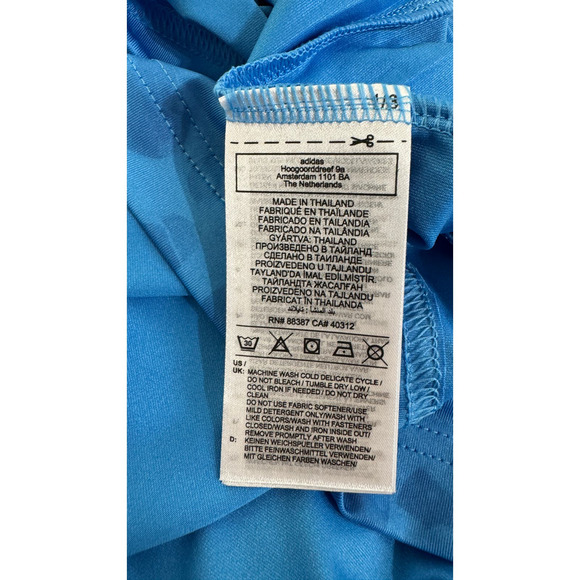 adidas
Hoogoorddreef 9a
Amsterdam 1101 BA
The Netherlands
MADE IN THAILAND
FABRIQUÉ EN THAÏLANDE
FABRICADO EN TAILANDIA
FABRICADO NA TAILÂNDIA
GYÁRTVA: THAILAND
ПРОИЗВЕДЕНО В ТАЙЛАНД
СДЕЛАНО В ТАИЛАНДЕ
PROIZVEDENO U TAJLANDU
TAYLAND'DA İMAL EDİLMİŞTİR.
ТАЙЛАНДТА ЖАСАЛҒАН
PROIZVEDENO NA TAJLANDU
FABRICAT ÎN THAILANDA
بلد المنشأ: تايلاند
RN# 88387 CA# 40312
30
US /
UK: MACHINE WASH COLD DELICATE CYCLE /
DO NOT BLEACH / TUMBLE DRY LOW /
COOL IRON IF NEEDED / DO NOT DRY
CLEAN
DO NOT USE FABRIC SOFTENER/USE
MILD DETERGENT ONLY/WASH WITH
LIKE COLORS/WASH WITH FASTENERS
CLOSED/WASH AND IRON INSIDE OUT/
REMOVE PROMPTLY AFTER WASH
D: KEINEN WEICHSPUELER VERWENDEN/
BITTE FEINWASCHMITTEL VERWENDEN/
MIT GLEICHEN FARBEN WASCHEN/